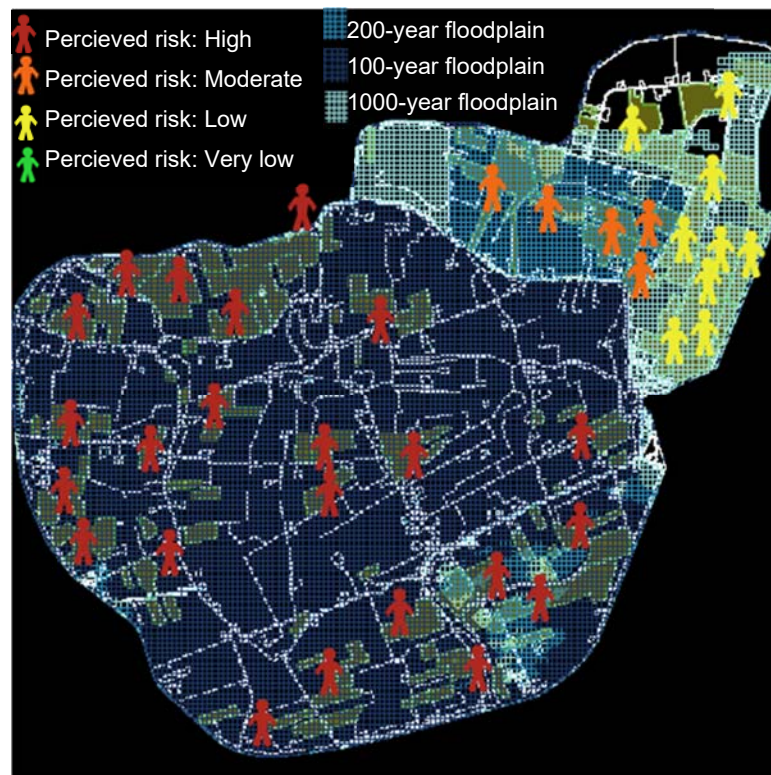 Percieved risk: High
Percieved risk: Moderate
Percieved risk: Low
Percieved risk: Very low
200-year floodplain
100-year floodplain
1000-year floodplain